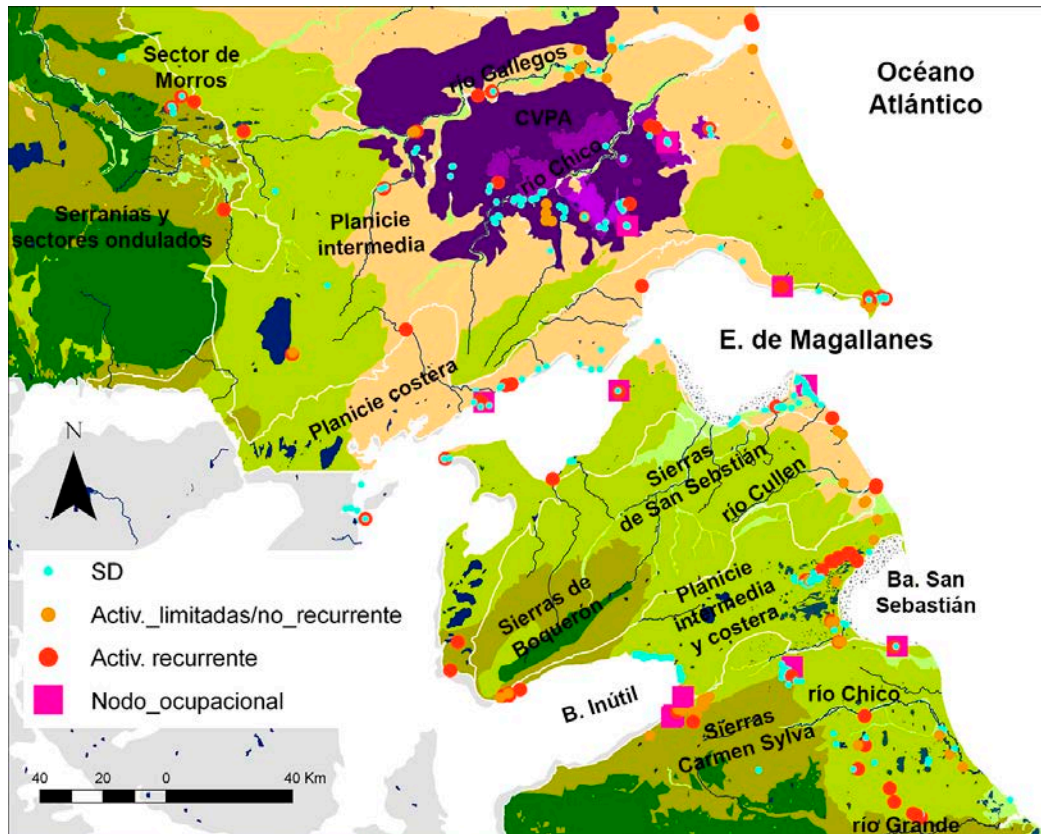 Sector de
Morros
río Gallegos
Océano
Atlántico
CVPA
río Chico
Serranías y
sectores ondulados
Planicie
intermedia
E. de Magallanes
Planicie costera
Sierras
de San Sebstián
río Cullen
N
SD
Activ._limitadas/no_recurrente
Activ. recurrente
Nodo_ocupacional
Sierras de
Boquerón
Planicie
intermedia
y costera
Ba. San
Sebastián
B. Inútil
río Chico
Sierras
Carmen Sylva
río Grande
40 20 0 40 Km